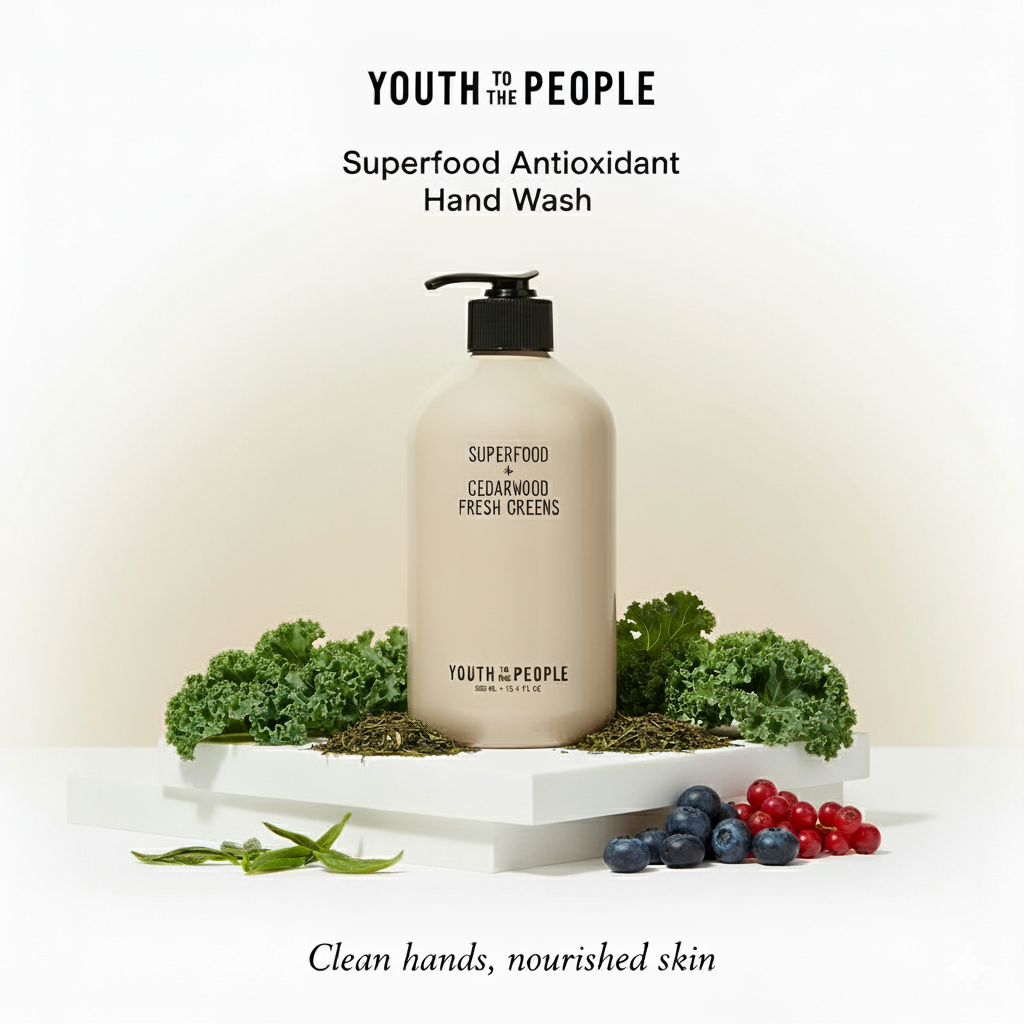 YOUTH TO THE PEOPLE
Superfood Antioxidant
Hand Wash
SUPERFOOD
+
CEDARWOOD
FRESH GREENS
YOUTH TO THE PEOPLE
Clean hands, nourished skin